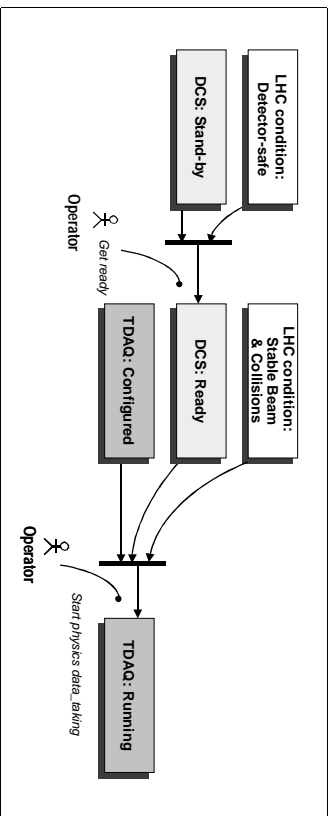 LHC condition:
Detector-safe
DCS: Stand-by
Operator
Get ready
LHC condition:
Stable Beam
& Collisions
DCS: Ready
TDAQ: Configured
Operator
Start physics data_taking
TDAQ: Running